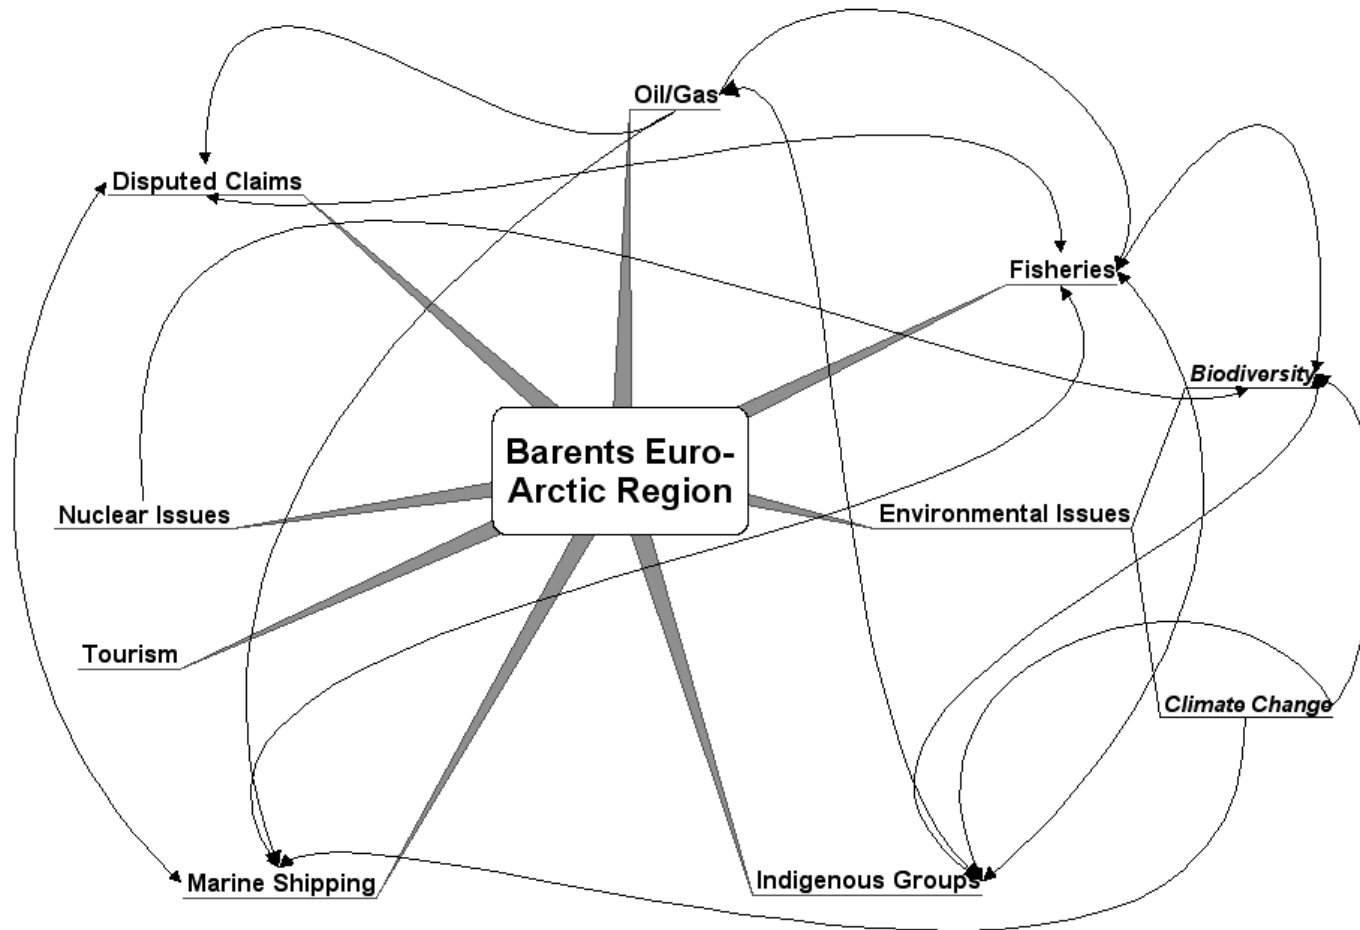 Oil/Gas
Disputed Claims
Fisheries
Biodiversity
Barents Euro-
Arctic Region
Nuclear Issues
Environmental Issues
Tourism
Climate Change
Marine Shipping
Indigenous Groups